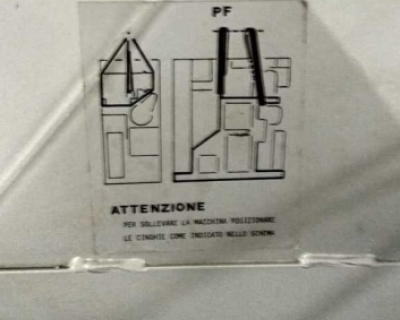 PF
ATTENZIONE
PER SOLLEVARE LA MACCHINA POSIZIONARE
LE CINGHIE COME INDICATO NELLO SCHEMA